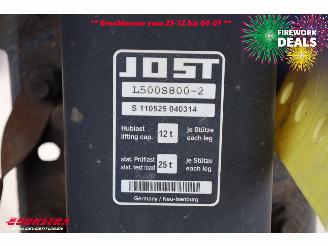 ** Geschlossen vom 25-12 bis 04-01 **
FIREWORK
DEALS
JOST
L500S800-2
S 110525 040314
Hublast
lifting cap.
12 t
je Stütze
each leg
stat. Prüflast
stat. test load
25 t
je Stütze
each leg
Germany / Neu-Isenburg